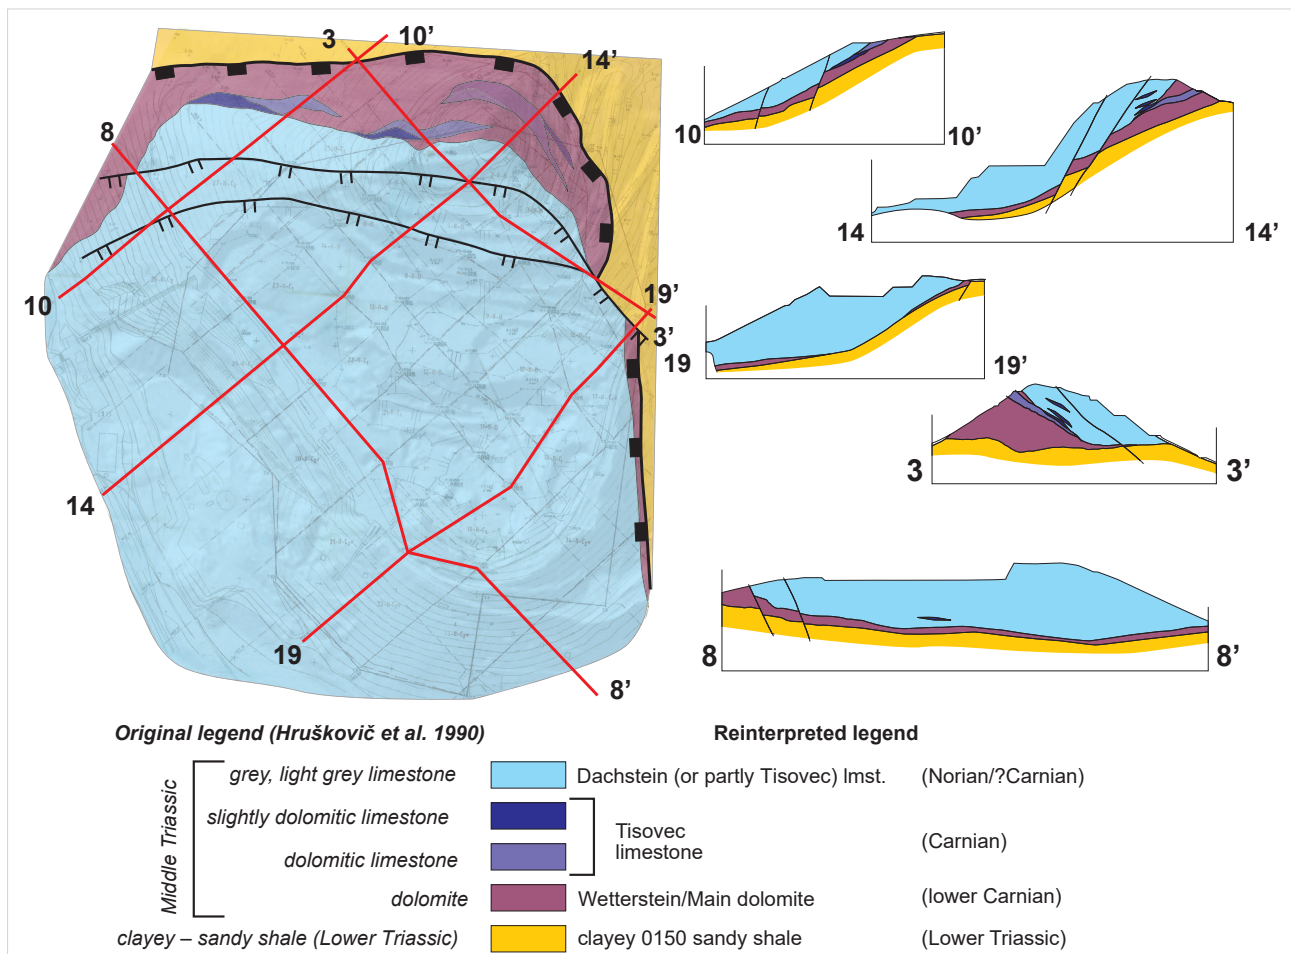 3
10'
14'
8
10
19'
3'
14
19
8'
10
10'
14
14'
19
19'
3
3'
8
8'
Original legend (Hruškovič et al. 1990)
Reinterpreted legend
Middle Triassic
grey, light grey limestone
Dachstein (or partly Tisovec) lmst.
(Norian/?Carnian)
slightly dolomitic limestone
dolomitic limestone
Tisovec
limestone
(Carnian)
dolomite
Wetterstein/Main dolomite
(lower Carnian)
clayey – sandy shale (Lower Triassic)
clayey 0150 sandy shale
(Lower Triassic)